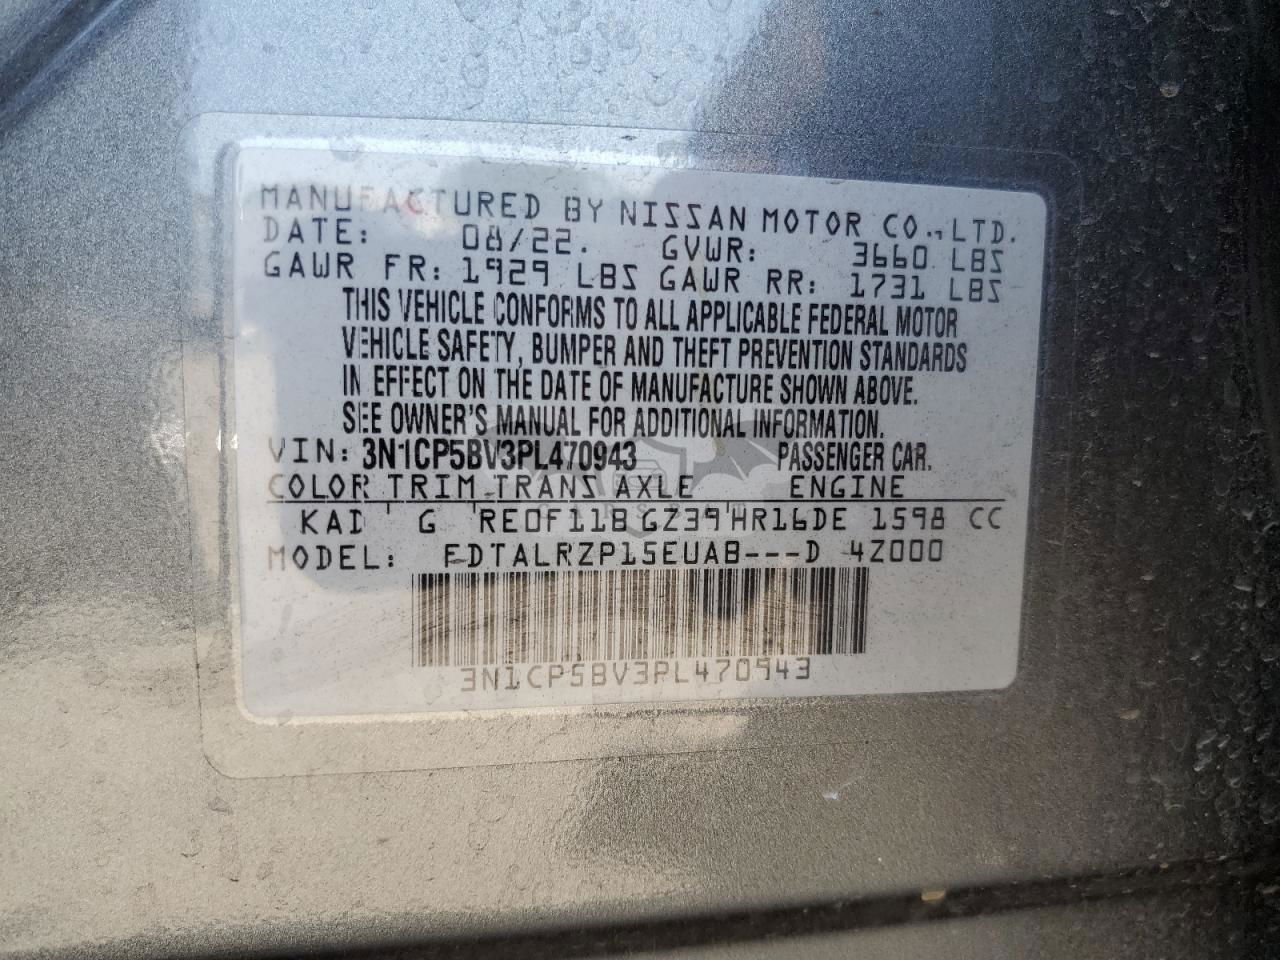 MANUFACTURED BY NISSAN MOTOR CO., LTD.
DATE: 08/22. GVWR: 3660 LBS
GAWR FR: 1929 LBS GAWR RR: 1731 LBS
THIS VEHICLE CONFORMS TO ALL APPLICABLE FEDERAL MOTOR
VEHICLE SAFETY, BUMPER AND THEFT PREVENTION STANDARDS
IN EFFECT ON THE DATE OF MANUFACTURE SHOWN ABOVE.
SEE OWNER'S MANUAL FOR ADDITIONAL INFORMATION.
VIN: 3N1CP5BV3PL470943 PASSENGER CAR.
COLOR TRIM TRANS AXLE ENGINE
KAD G RE0F11B GZ39 HR16DE 1598 CC
MODEL: FDTALRZP15EUAB---D 4Z000
3N1CP5BV3PL470943
CARSBAT